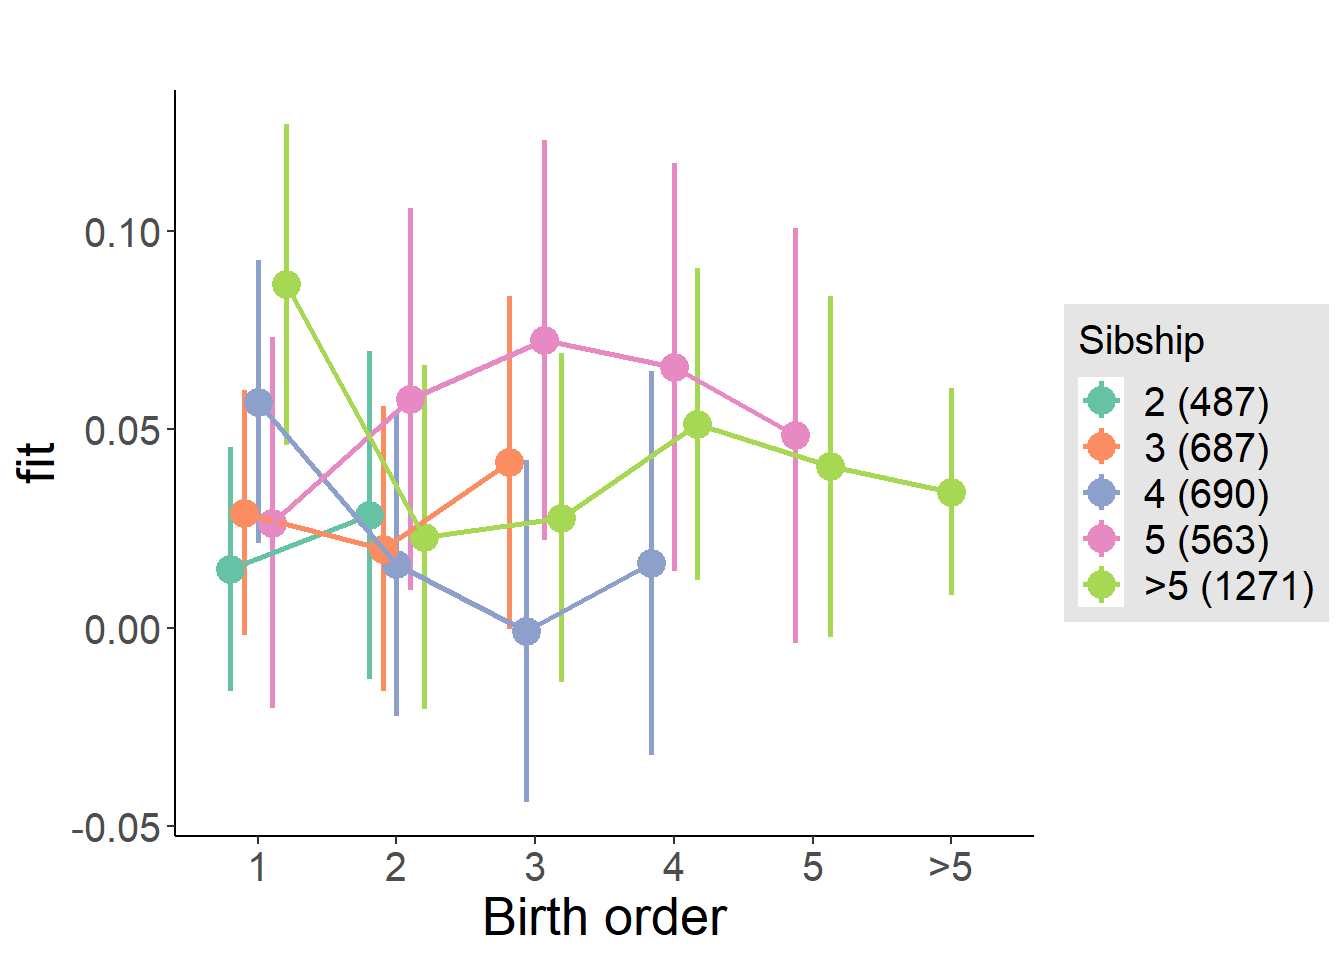 fit
0.10
0.05
0.00
-0.05
1 2 3 4 5 >5
Birth order
Sibship
2 (487)
3 (687)
4 (690)
5 (563)
>5 (1271)